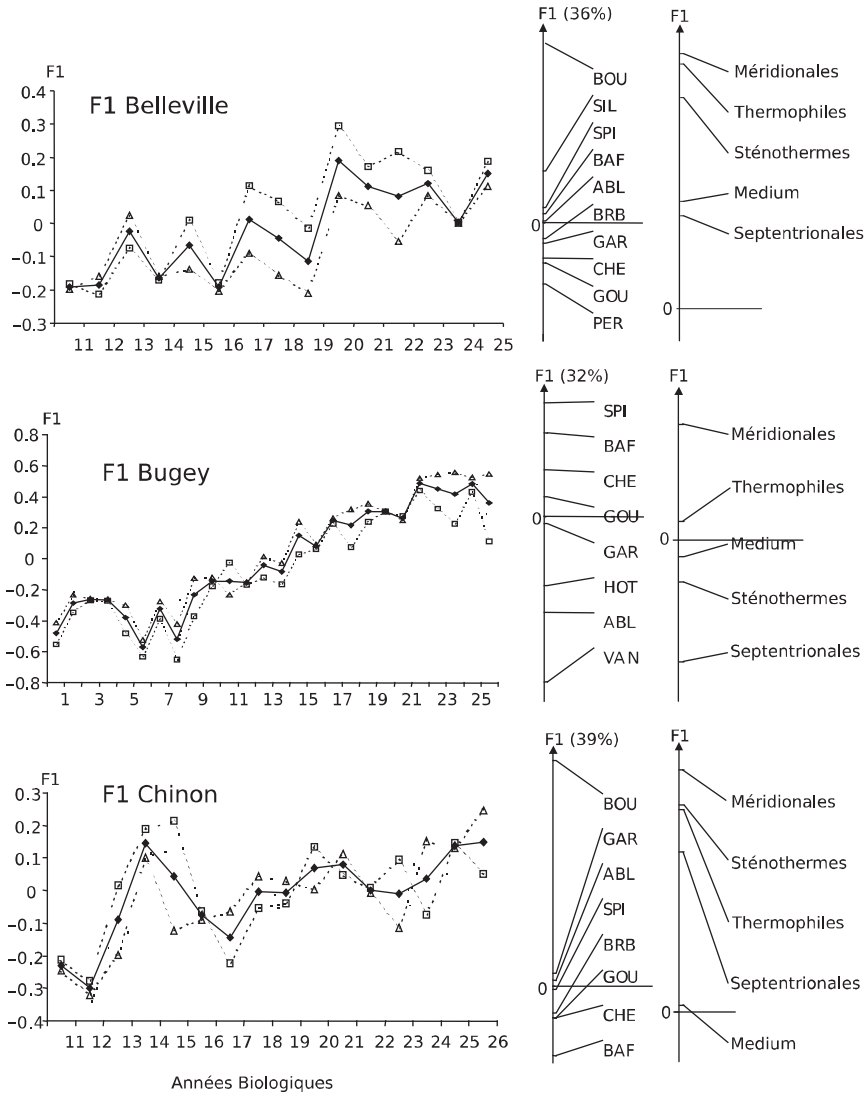 F1
F1 Belleville
0.4
0.3
0.2
0.1
0
−0.1
−0.2
−0.3
11 12 13 14 15 16 17 18 19 20 21 22 23 24 25
F1 (36%)
BOU
SIL
SPI
BAF
ABL
BRB
0
GAR
CHE
GOU
PER
F1
Méridionales
Thermophiles
Sténothermes
Medium
Septentrionales
0
F1
F1 Bugey
0.8
0.6
0.4
0.2
0
−0.2
−0.4
−0.6
−0.8
1 3 5 7 9 11 13 15 17 19 21 23 25
F1 (32%)
SPI
BAF
CHE
GOU
0
GAR
HOT
ABL
VAN
F1
Méridionales
Thermophiles
0
Medium
Sténothermes
Septentrionales
F1
F1 Chinon
0.3
0.2
0.1
0
−0.1
−0.2
−0.3
−0.4
11 12 13 14 15 16 17 18 19 20 21 22 23 24 25 26
Années Biologiques
F1 (39%)
BOU
GAR
ABL
SPI
BRB
GOU
0
CHE
BAF
F1
Méridionales
Sténothermes
Thermophiles
Septentrionales
0
Medium